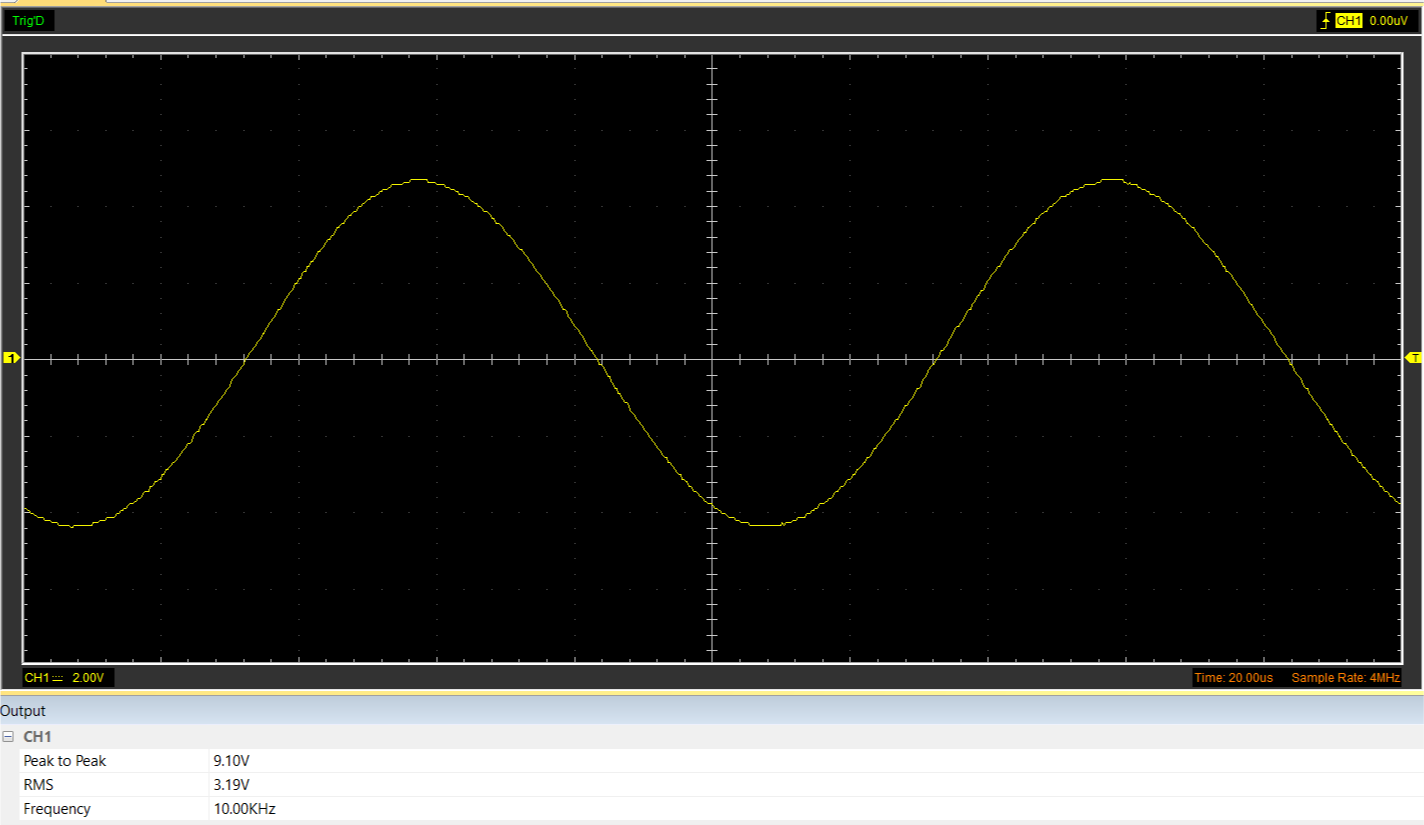 Trig'D
CH1 0.00uV
1
T
CH1 2.00V
Time: 20.00us Sample Rate: 4MHz
Output
CH1
Peak to Peak 9.10V
RMS 3.19V
Frequency 10.00KHz